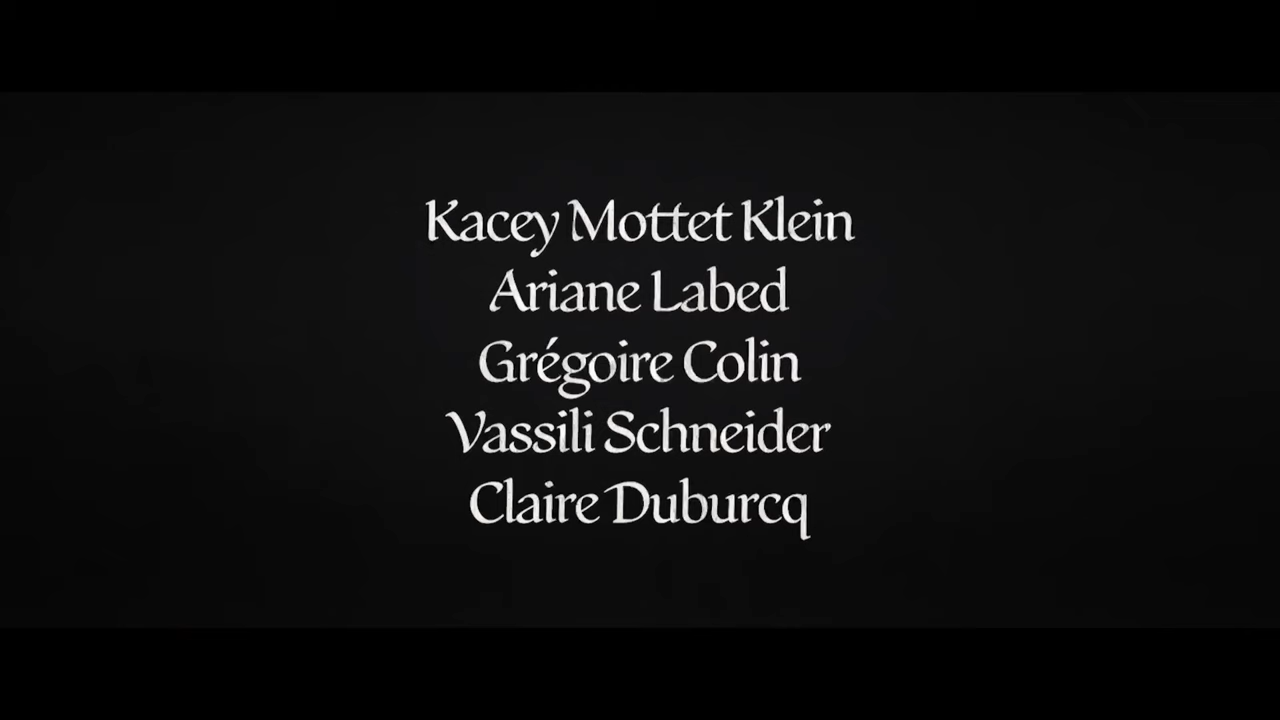 Kacey Mottet Klein
Ariane Labed
Grégoire Colin
Vassili Schneider
Claire Duburcq